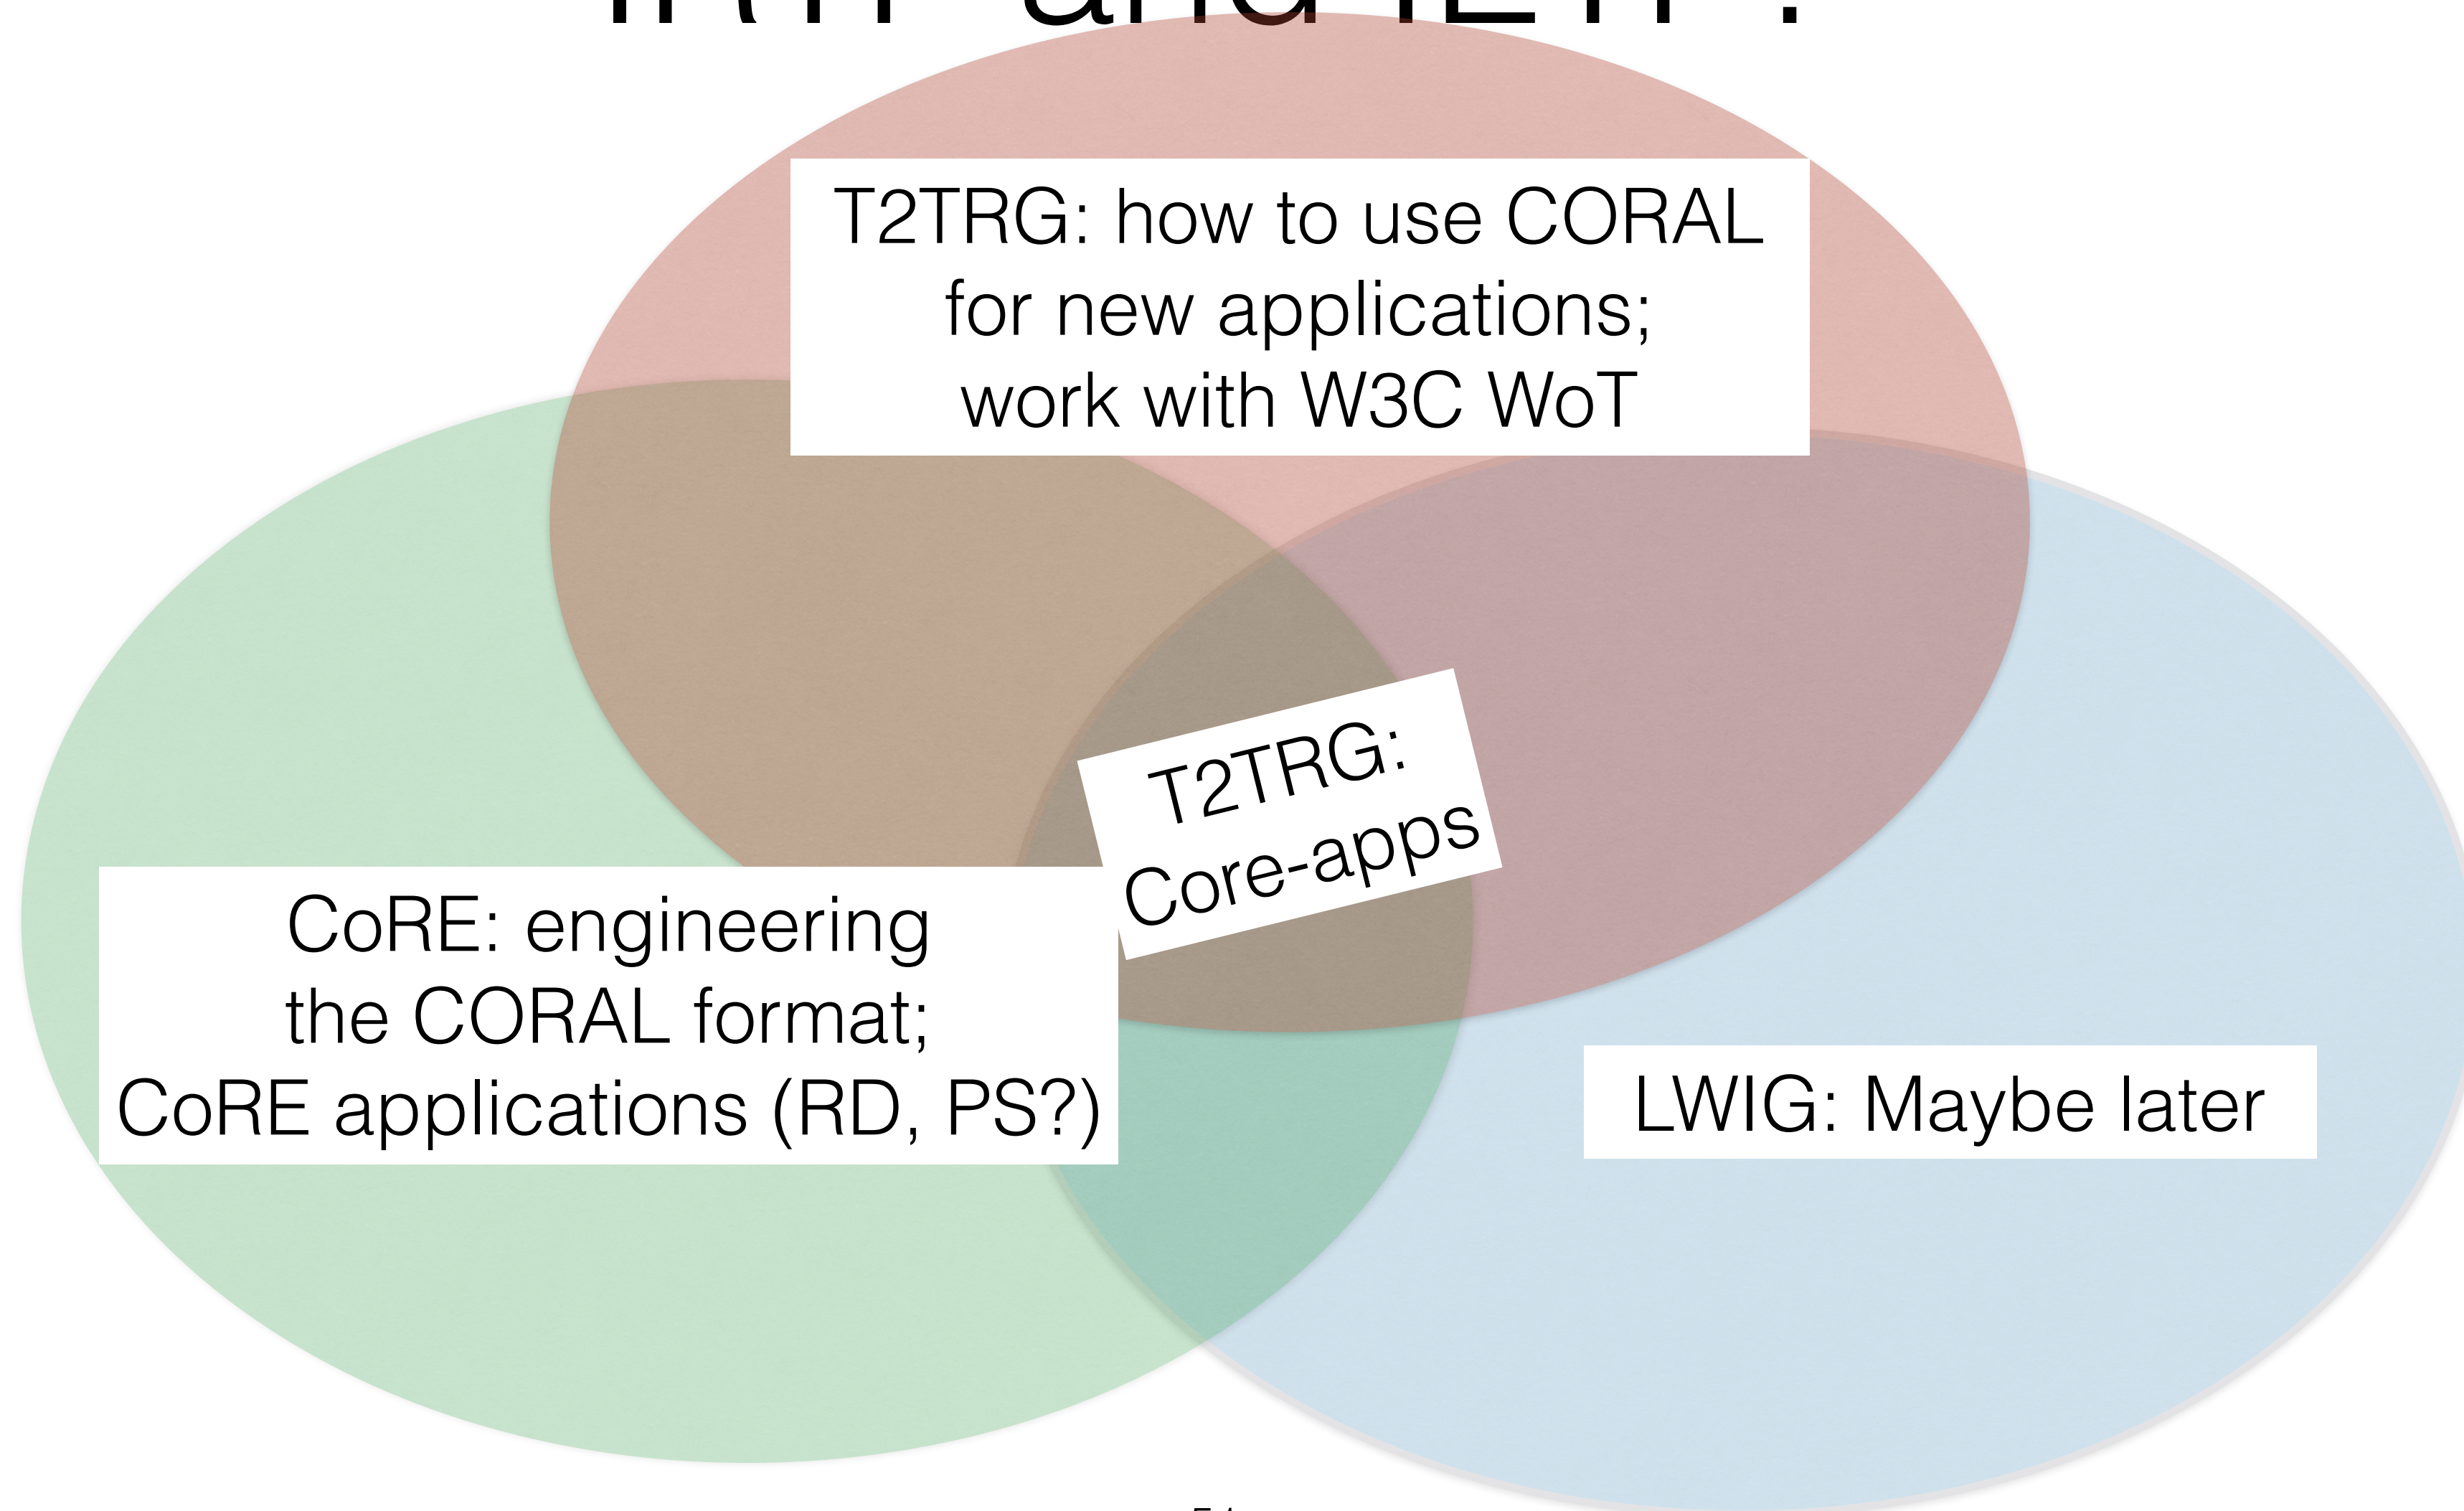 and
T2TRG: how to use CORAL
for new applications;
work with W3C WoT
T2TRG:
Core-apps
CoRE: engineering
the CORAL format;
CoRE applications (RD, PS?)
LWIG: Maybe later